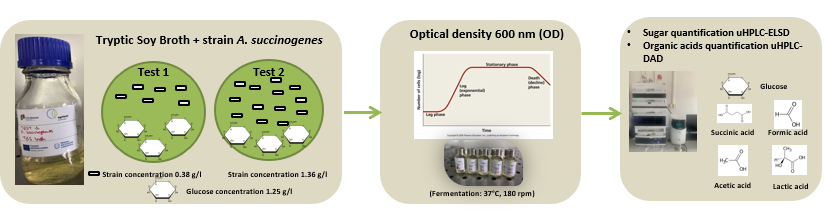 Tryptic Soy Broth + strain A. succinogenes
Test 1
Test 2
Strain concentration 0.38 g/l
Strain concentration 1.36 g/l
Glucose concentration 1.25 g/l
Optical density 600 nm (OD)
Number of cells (log)
Stationary phase
Log
(exponential)
phase
Death
(decline)
phase
Lag phase
Time
(Fermentation: 37°C, 180 rpm)
• Sugar quantification uHPLC-ELSD
• Organic acids quantification uHPLC-
DAD
Glucose
Succinic acid
Formic acid
Acetic acid
Lactic acid